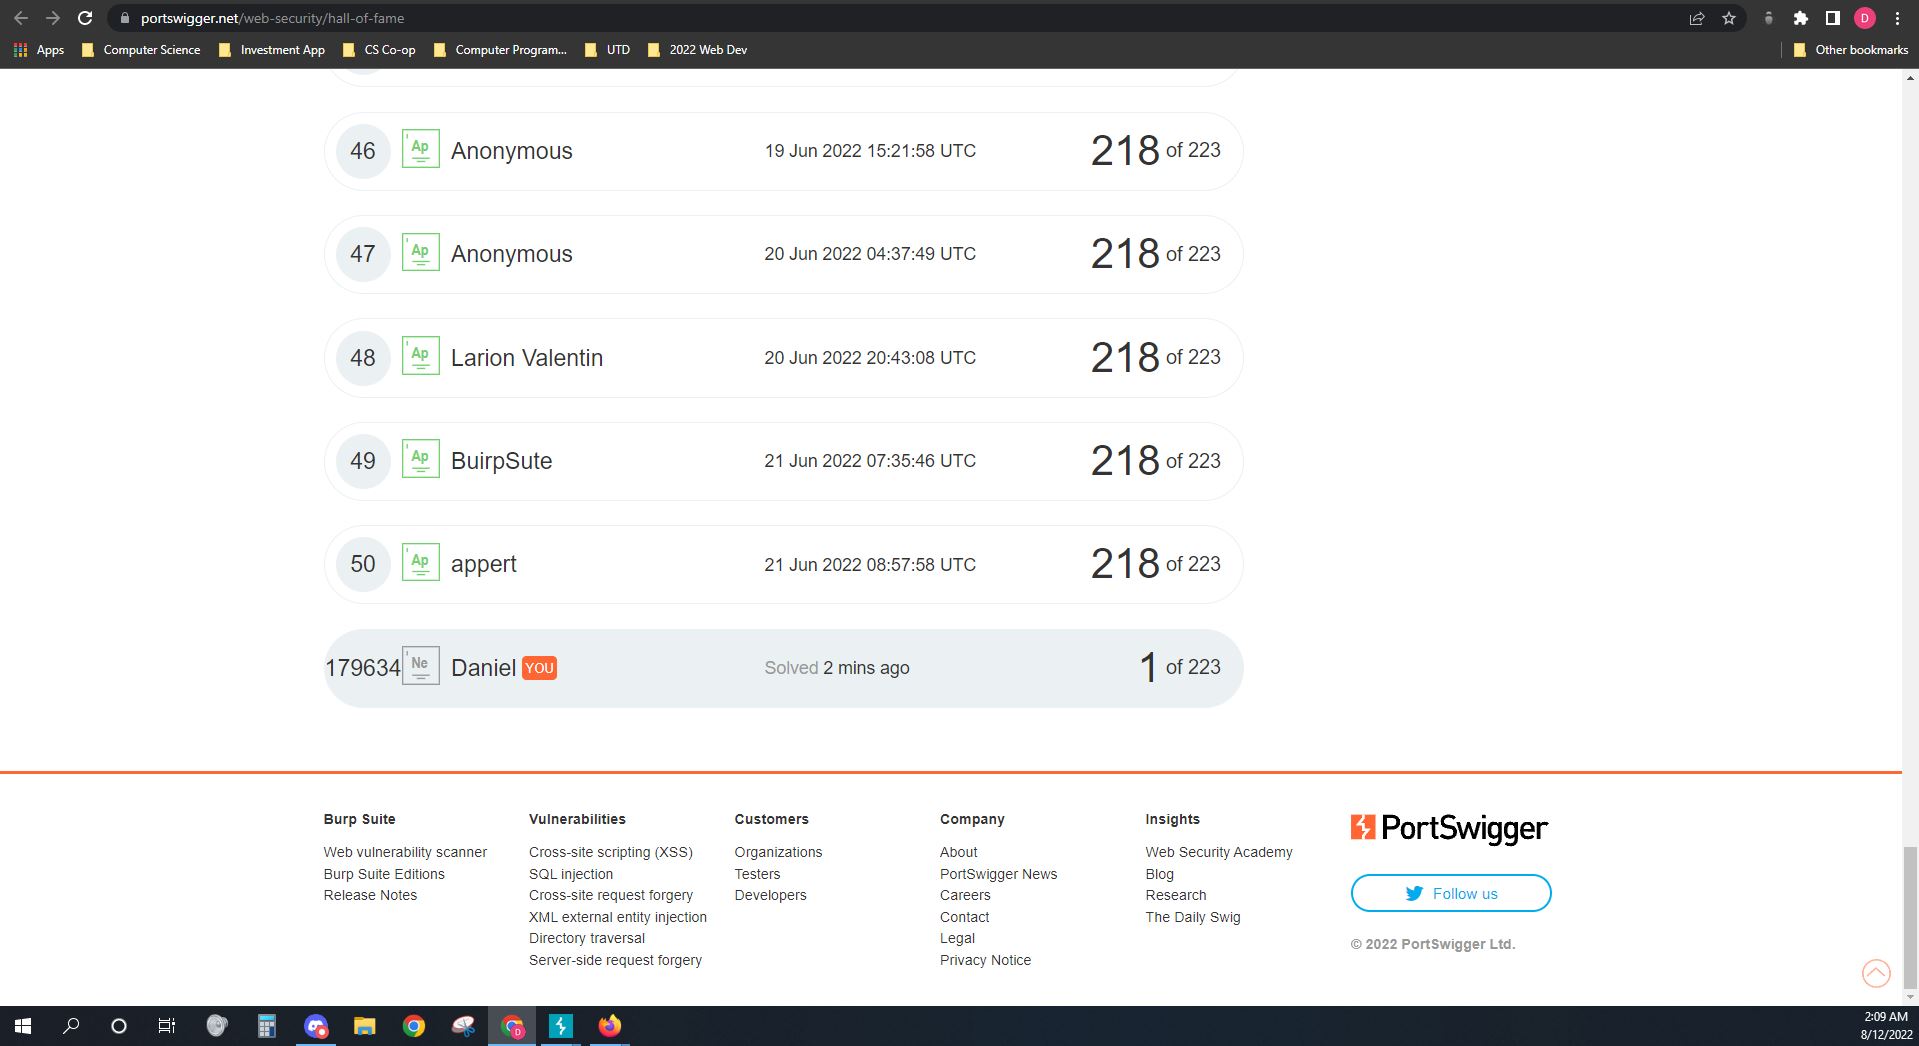 portswigger.net/web-security/hall-of-fame
D
Apps Computer Science Investment App CS Co-op Computer Program... UTD 2022 Web Dev Other bookmarks
46 Ap Anonymous 19 Jun 2022 15:21:58 UTC 218 of 223
47 Ap Anonymous 20 Jun 2022 04:37:49 UTC 218 of 223
48 Ap Larion Valentin 20 Jun 2022 20:43:08 UTC 218 of 223
49 Ap BuirpSute 21 Jun 2022 07:35:46 UTC 218 of 223
50 Ap appert 21 Jun 2022 08:57:58 UTC 218 of 223
179634 Ne Daniel YOU Solved 2 mins ago 1 of 223
Burp Suite
Web vulnerability scanner
Burp Suite Editions
Release Notes
Vulnerabilities
Cross-site scripting (XSS)
SQL injection
Cross-site request forgery
XML external entity injection
Directory traversal
Server-side request forgery
Customers
Organizations
Testers
Developers
Company
About
PortSwigger News
Careers
Contact
Legal
Privacy Notice
Insights
Web Security Academy
Blog
Research
The Daily Swig
PortSwigger
Follow us
© 2022 PortSwigger Ltd.
D
2:09 AM
8/12/2022